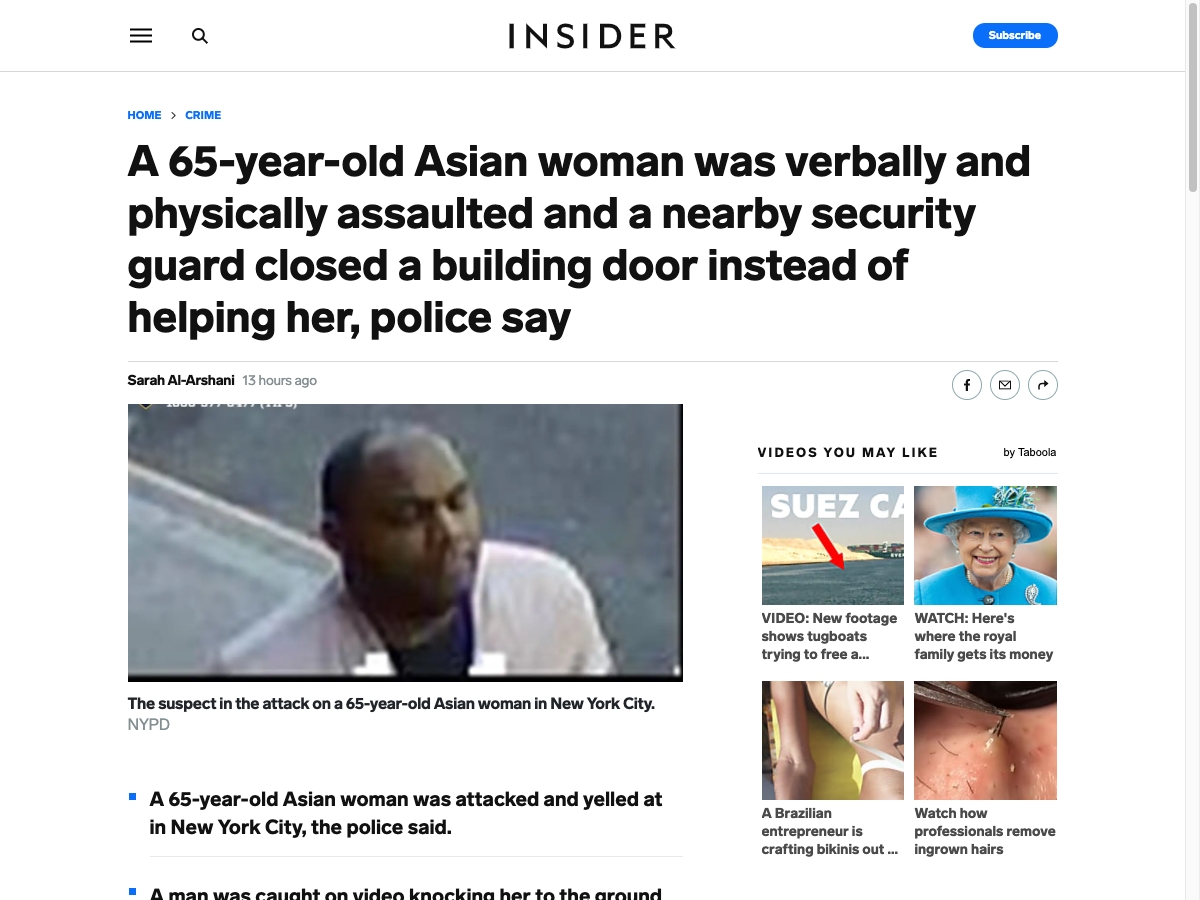 INSIDER
Subscribe
HOME > CRIME
A 65-year-old Asian woman was verbally and
physically assaulted and a nearby security
guard closed a building door instead of
helping her, police say
Sarah Al-Arshani 13 hours ago
The suspect in the attack on a 65-year-old Asian woman in New York City.
NYPD
A 65-year-old Asian woman was attacked and yelled at
in New York City, the police said.
A man was caught on video knocking her to the ground
VIDEOS YOU MAY LIKE
by Taboola
SUEZ CA
VIDEO: New footage
shows tugboats
trying to free a...
WATCH: Here's
where the royal
family gets its money
A Brazilian
entrepreneur is
crafting bikinis out ...
Watch how
professionals remove
ingrown hairs